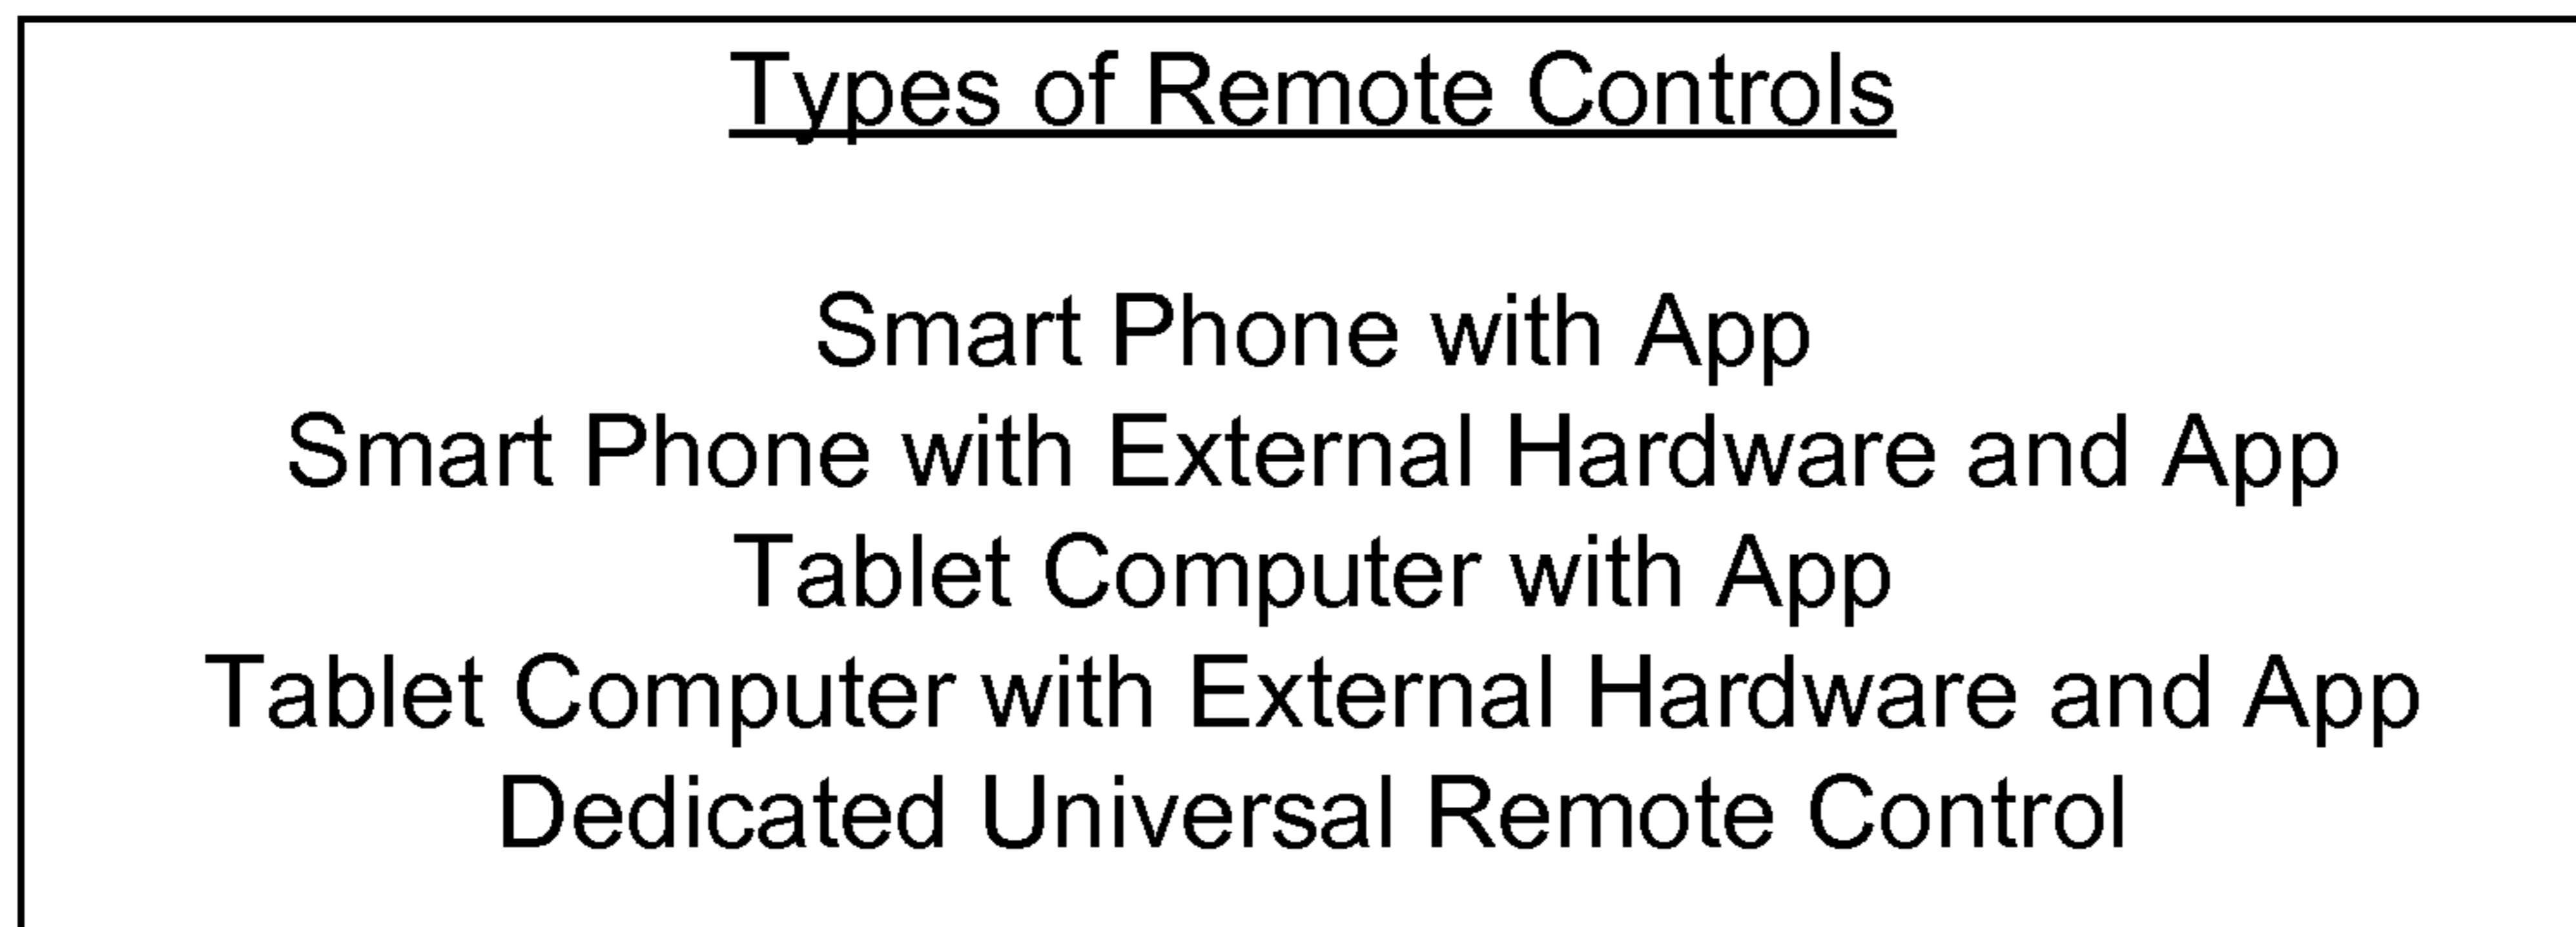 Types of Remote Controls
Smart Phone with App
Smart Phone with External Hardware and App
Tablet Computer with App
Tablet Computer with External Hardware and App
Dedicated Universal Remote Control